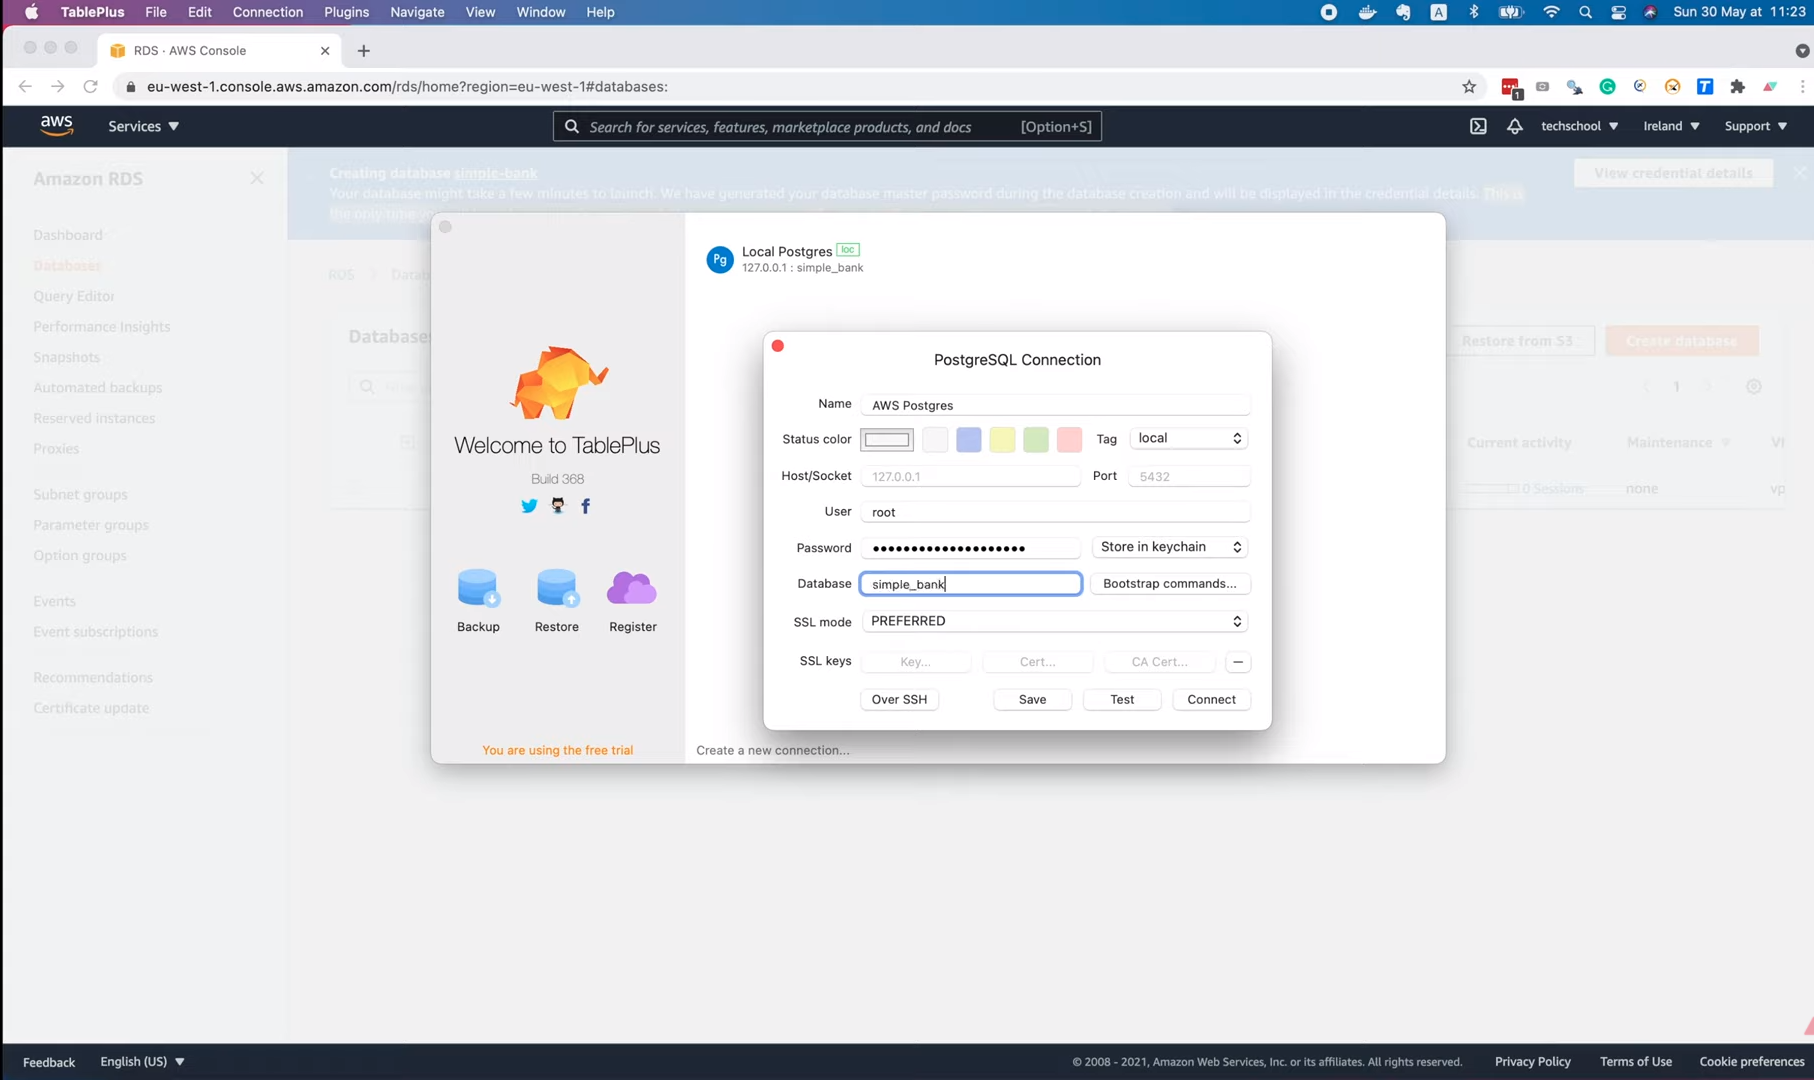 TablePlus File Edit Connection Plugins Navigate View Window Help A Sun 30 May at 11:23
RDS · AWS Console
eu-west-1.console.aws.amazon.com/rds/home?region=eu-west-1#databases: 1 T
aws Services Search for services, features, marketplace products, and docs [Option+S] techschool Ireland Support
Amazon RDS
Dashboard
Databases
Query Editor
Performance Insights
Snapshots
Automated backups
Reserved instances
Proxies
Subnet groups
Parameter groups
Option groups
Events
Event subscriptions
Recommendations
Certificate update
Creating database simple-bank
Your database might take a few minutes to launch. We have generated your database master password during the database creation and will be displayed in the credential details. This is
the only time you
View credential details
RDS
Databases
Restore from S3
Create database
1
Current activity Maintenance
0 Sessions none
Welcome to TablePlus
Build 368
Backup Restore Register
You are using the free trial
Pg
Local Postgres loc
127.0.0.1 : simple_bank
PostgreSQL Connection
Name AWS Postgres
Status color Tag local
Host/Socket 127.0.0.1 Port 5432
User root
Password •••••••••••••••••••• Store in keychain
Database simple_bank Bootstrap commands...
SSL mode PREFERRED
SSL keys Key... Cert... CA Cert...
Over SSH Save Test Connect
Create a new connection...
Feedback English (US) © 2008 - 2021, Amazon Web Services, Inc. or its affiliates. All rights reserved. Privacy Policy Terms of Use Cookie preferences